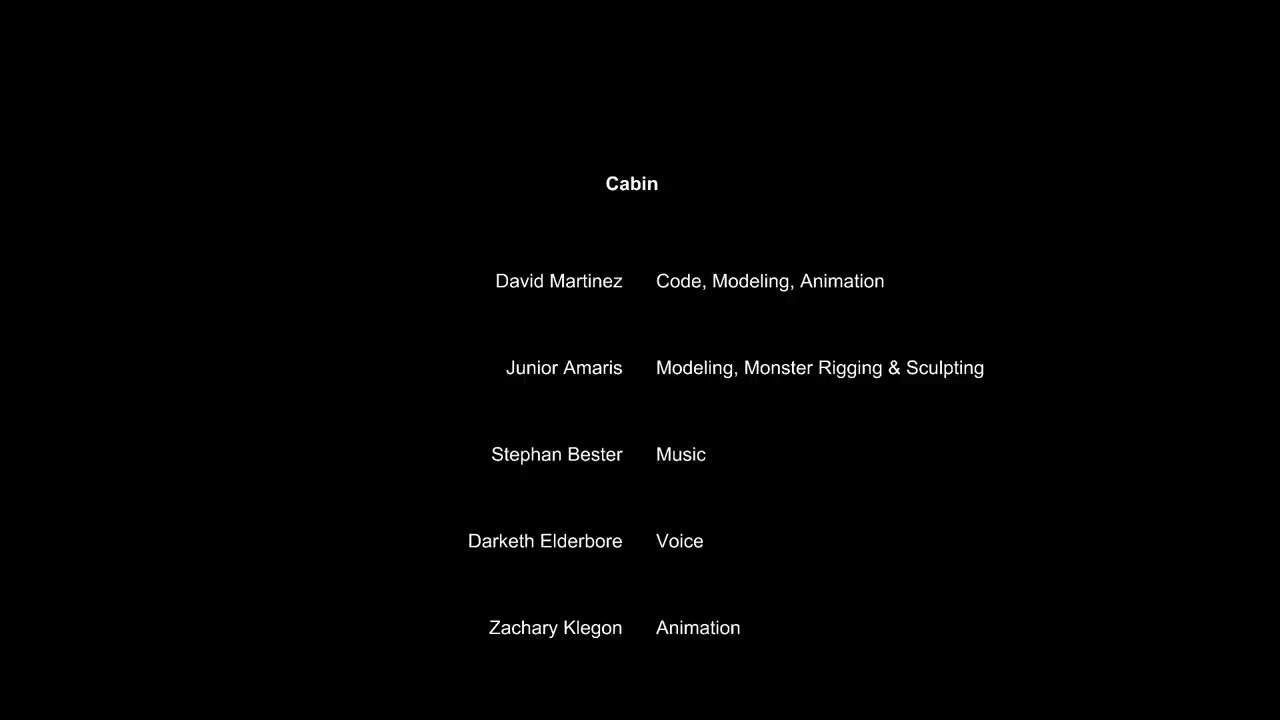 Cabin
David Martinez Code, Modeling, Animation
Junior Amaris Modeling, Monster Rigging & Sculpting
Stephan Bester Music
Darketh Elderbore Voice
Zachary Klegon Animation